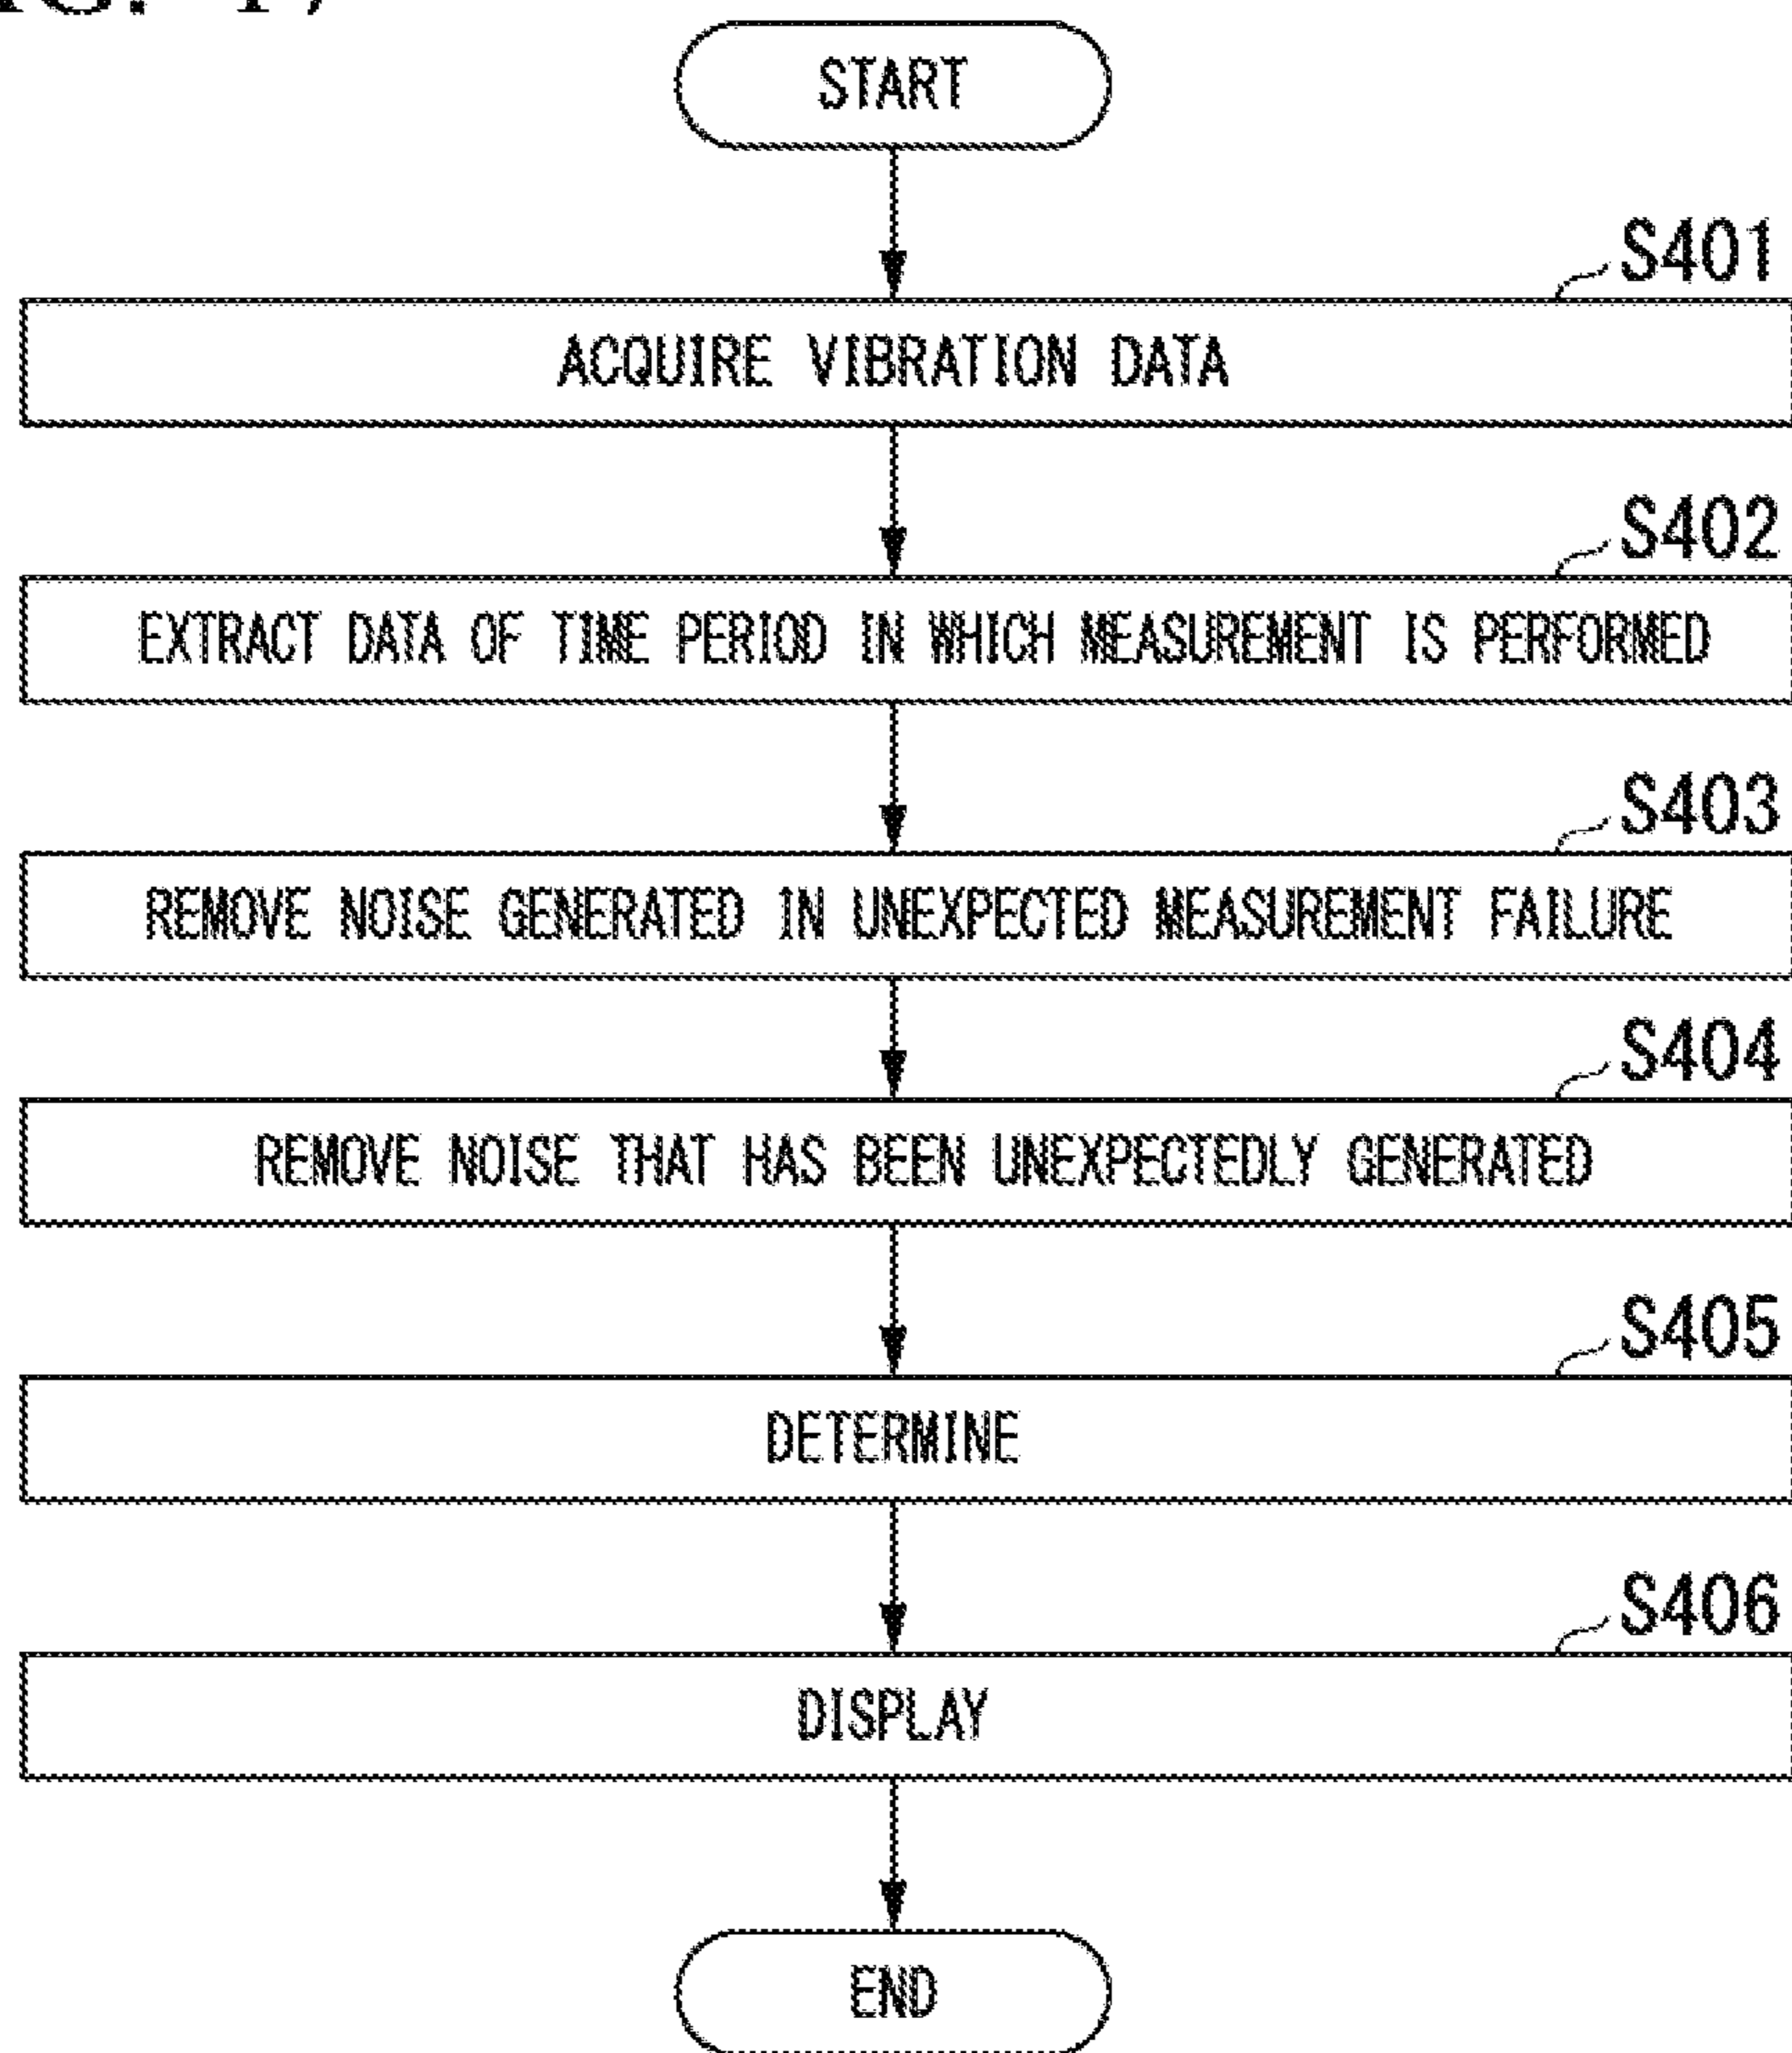 START
S401
ACQUIRE VIBRATION DATA
S402
EXTRACT DATA OF TIME PERIOD IN WHICH MEASUREMENT IS PERFORMED
S403
REMOVE NOISE GENERATED IN UNEXPECTED MEASUREMENT FAILURE
S404
REMOVE NOISE THAT HAS BEEN UNEXPECTEDLY GENERATED
S405
DETERMINE
S406
DISPLAY
END